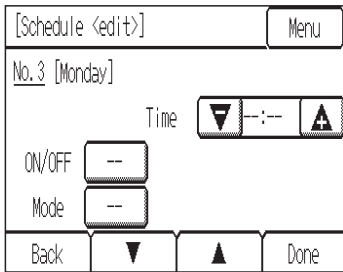 [Schedule <edit>] Menu
No.3 [Monday]
Time --:--
ON/OFF --
Mode --
Back Done